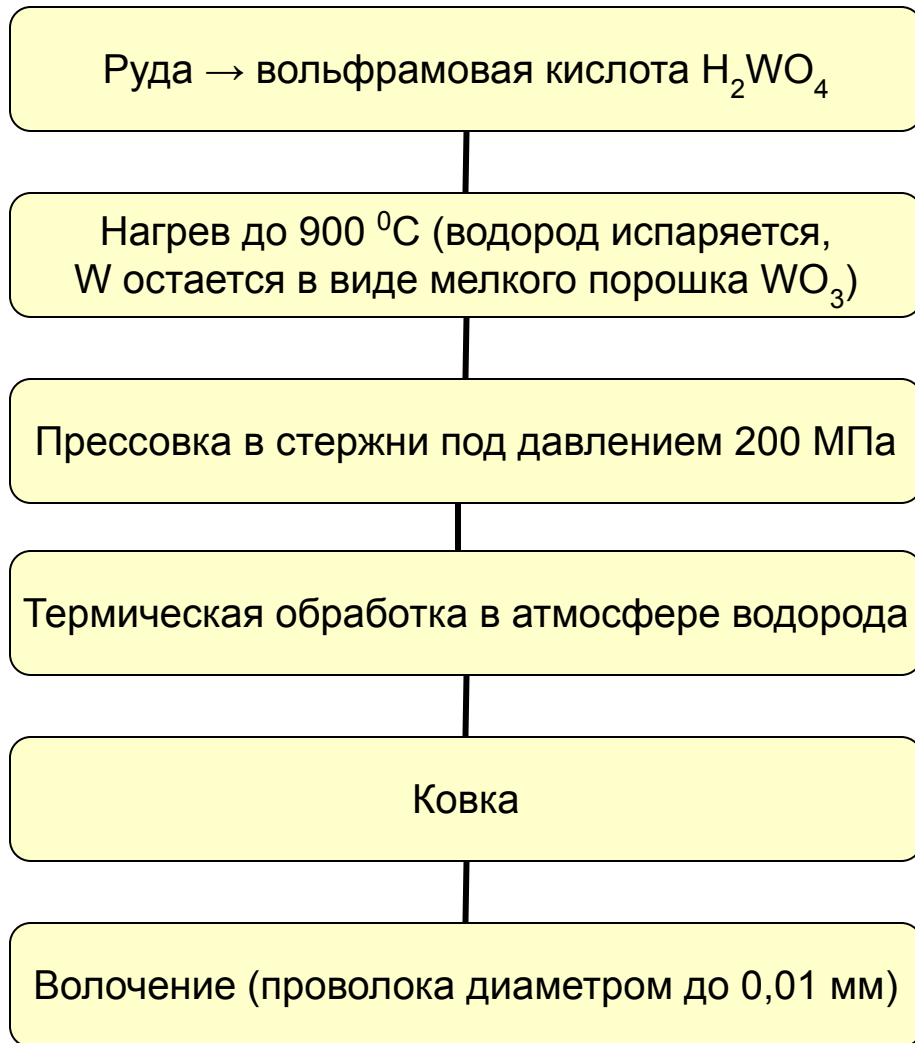 Руда → вольфрамовая кислота H₂WO₄
Нагрев до 900 ⁰С (водород испаряется,
W остается в виде мелкого порошка WO₃)
Прессовка в стержни под давлением 200 МПа
Термическая обработка в атмосфере водорода
Ковка
Волочение (проволока диаметром до 0,01 мм)